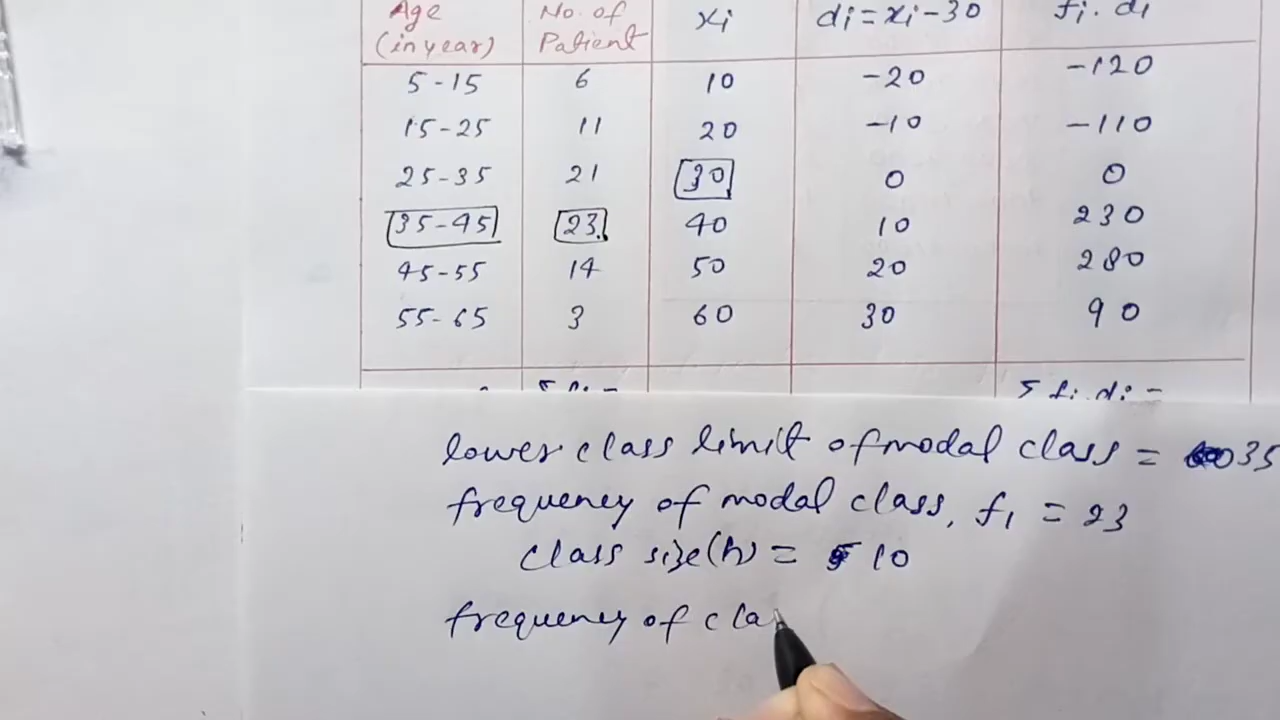 Age (in year) No. of Patient xi di = xi - 30 fi. di
5-15 6 10 -20 -120
15-25 11 20 -10 -110
25-35 21 30 0 0
35-45 23 40 10 230
45-55 14 50 20 280
55-65 3 60 30 90
lower class limit of modal class = 35
frequency of modal class, f1 = 23
class size (h) = 10
frequency of cla